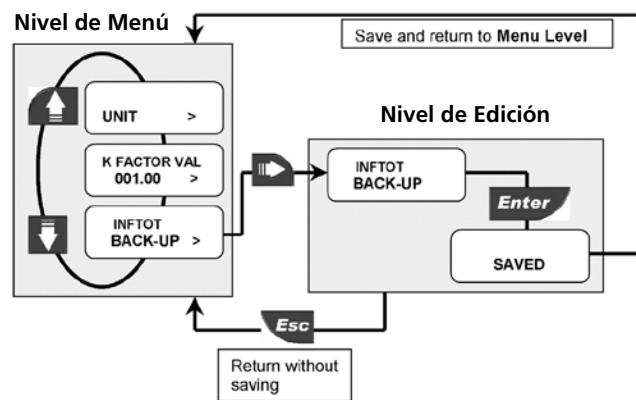 Nivel de Menú
Save and return to Menu Level
UNIT >
K FACTOR VAL
001.00 >
INFTOT
BACK-UP >
Nivel de Edición
INFTOT
BACK-UP
Enter
SAVED
Esc
Return without
saving